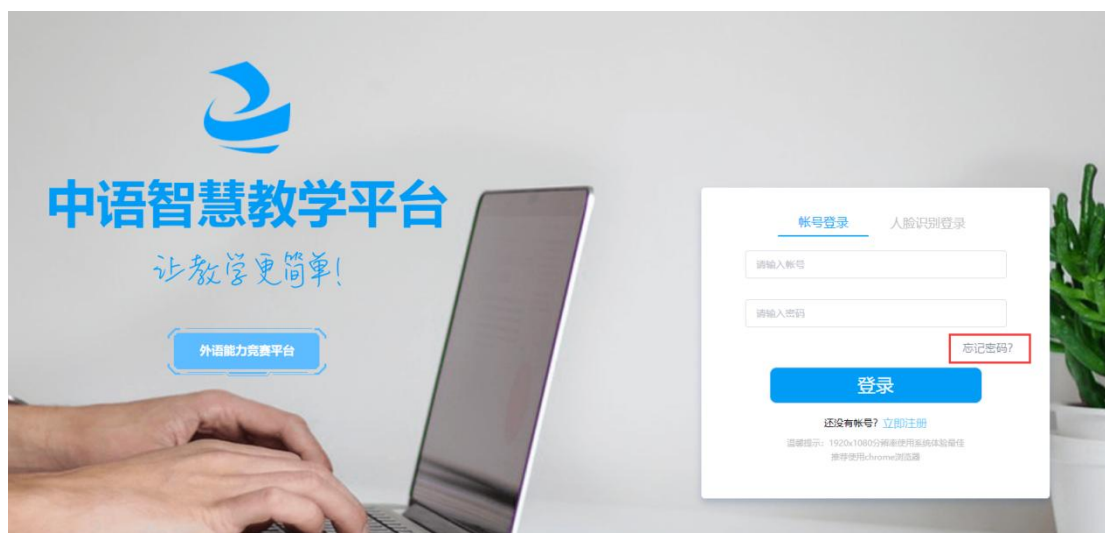 中语智慧教学平台
让教学更简单!
外语能力竞赛平台
帐号登录 人脸识别登录
请输入帐号
请输入密码
忘记密码?
登录
还没有帐号? 立即注册
温馨提示: 1920x1080分辨率使用系统体验最佳
推荐使用chrome浏览器